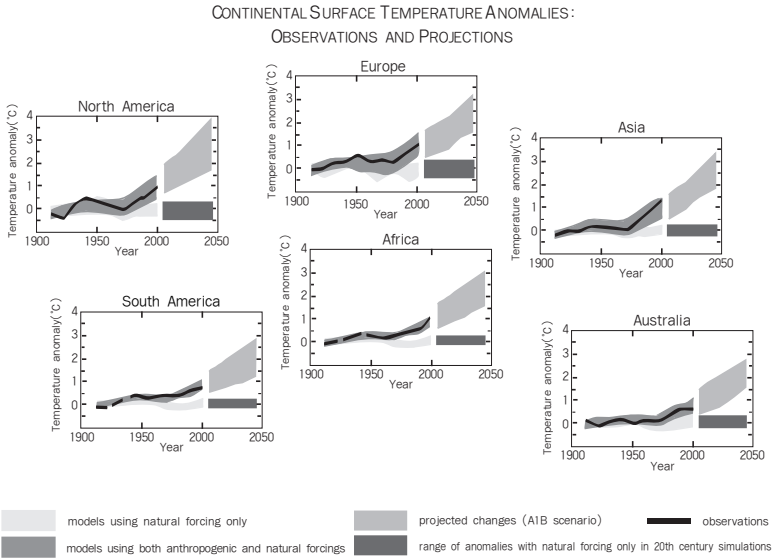 CONTINENTAL SURFACE TEMPERATURE ANOMALIES:
OBSERVATIONS AND PROJECTIONS
North America
Temperature anomaly(°C)
4
3
2
1
0
1900 1950 2000 2050
Year
Europe
Temperature anomaly(°C)
4
3
2
1
0
1900 1950 2000 2050
Year
Asia
Temperature anomaly(°C)
4
3
2
1
0
1900 1950 2000 2050
Year
Africa
Temperature anomaly(°C)
4
3
2
1
0
1900 1950 2000 2050
Year
South America
Temperature anomaly(°C)
4
3
2
1
0
1900 1950 2000 2050
Year
Australia
Temperature anomaly(°C)
4
3
2
1
0
1900 1950 2000 2050
Year
models using natural forcing only
projected changes (A1B scenario)
observations
models using both anthropogenic and natural forcings
range of anomalies with natural forcing only in 20th century simulations